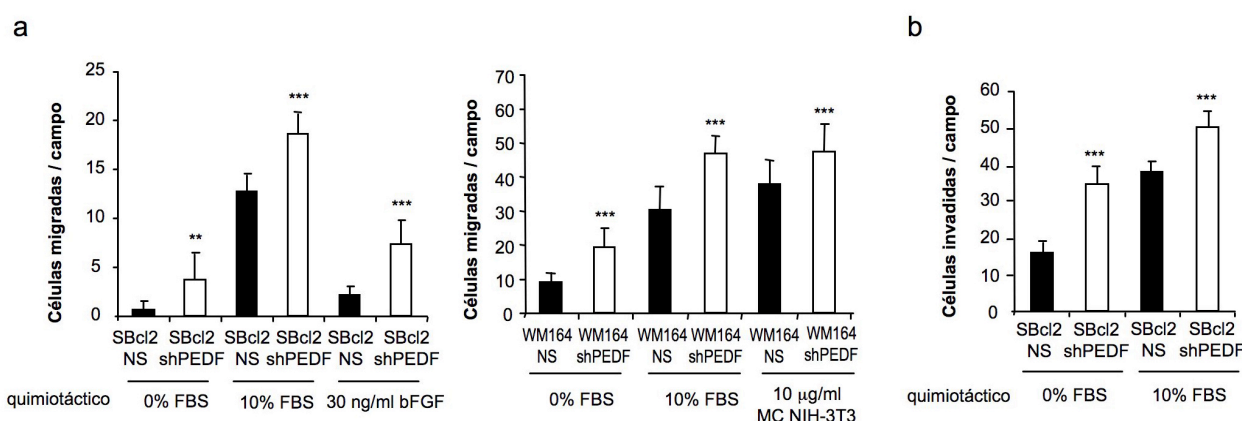 a
Células migradas / campo
25
20
15
10
5
0
**
***
***
SBcl2 SBcl2 SBcl2 SBcl2 SBcl2 SBcl2
NS shPEDF NS shPEDF NS shPEDF
quimiotáctico 0% FBS 10% FBS 30 ng/ml bFGF
Células migradas / campo
70
60
50
40
30
20
10
0
***
***
***
WM164 WM164 WM164 WM164 WM164 WM164
NS shPEDF NS shPEDF NS shPEDF
0% FBS 10% FBS 10 µg/ml
MC NIH-3T3
b
Células invadidas / campo
60
50
40
30
20
10
0
***
***
SBcl2 SBcl2 SBcl2 SBcl2
NS shPEDF NS shPEDF
quimiotáctico 0% FBS 10% FBS